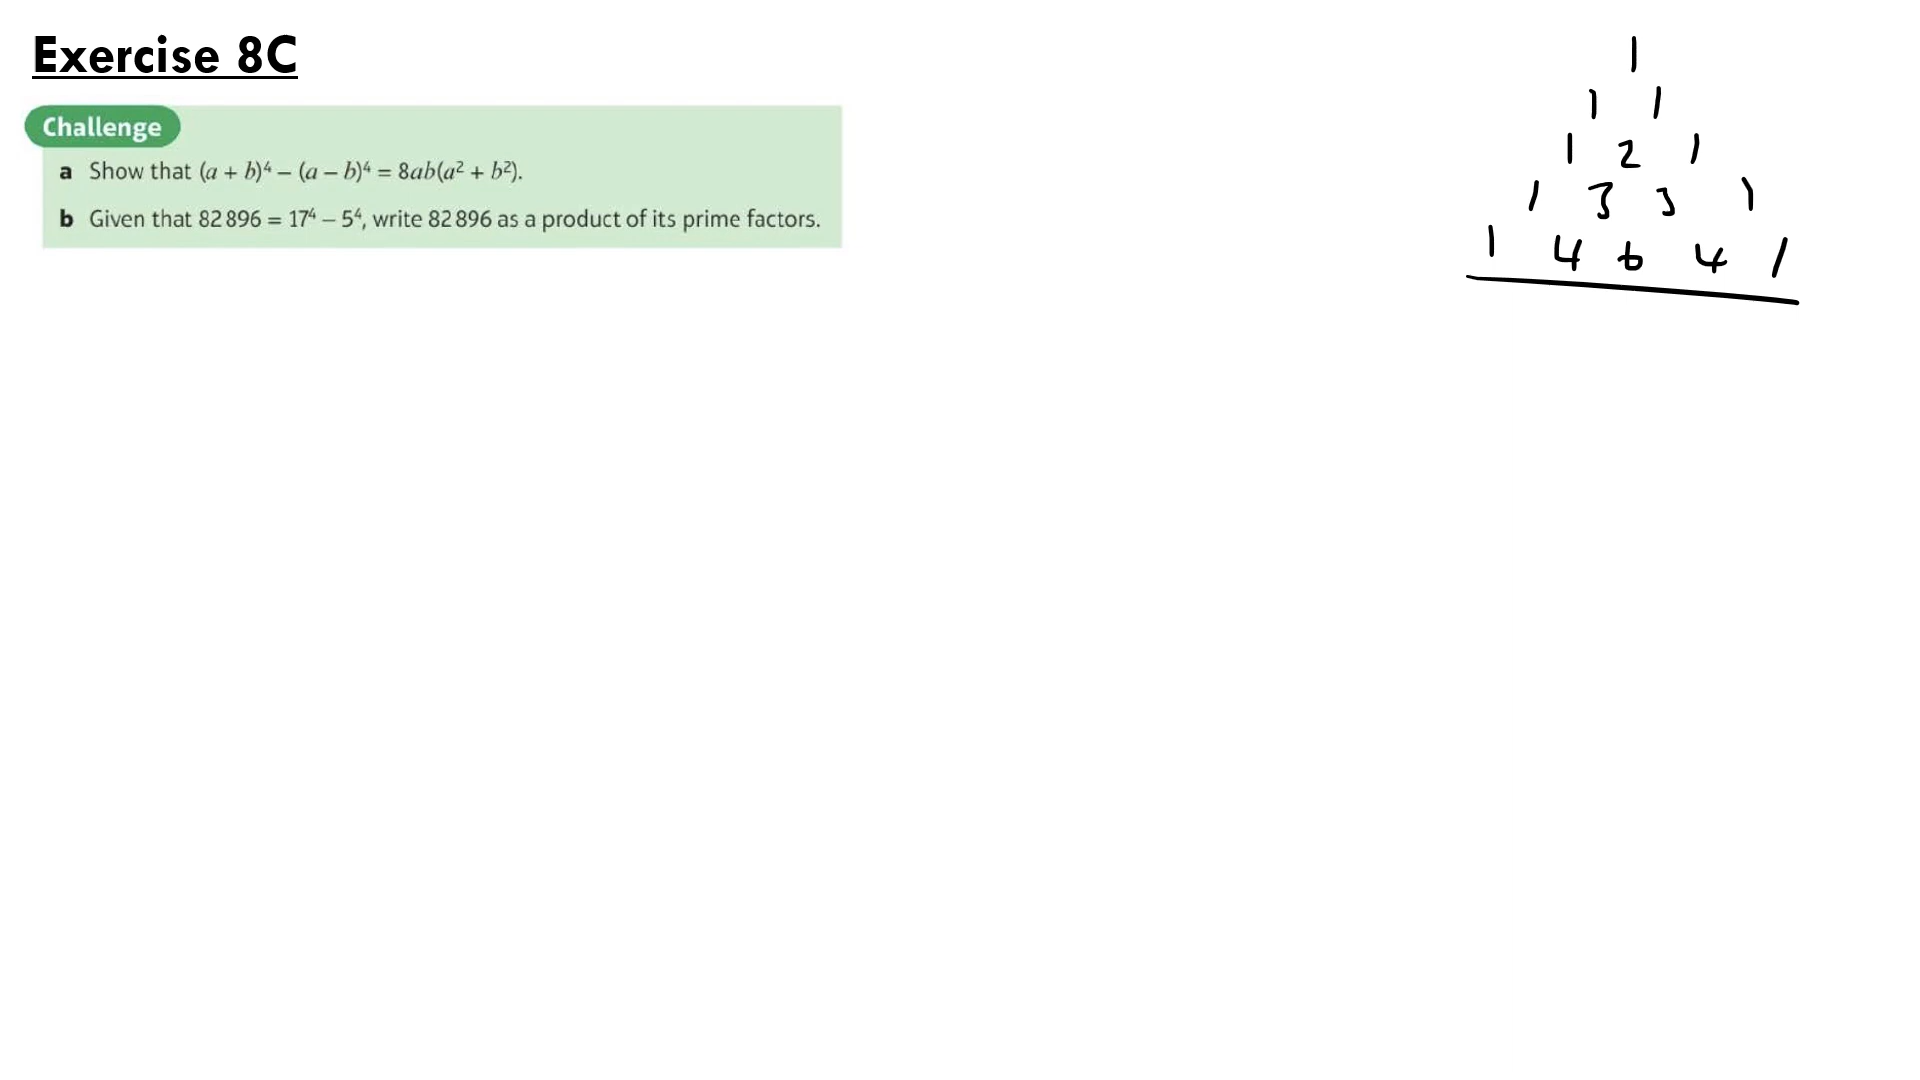 Exercise 8C
Challenge
a Show that (a + b)⁴ – (a – b)⁴ = 8ab(a² + b²).
b Given that 82 896 = 17⁴ – 5⁴, write 82 896 as a product of its prime factors.
1
1 1
1 2 1
1 3 3 1
1 4 6 4 1